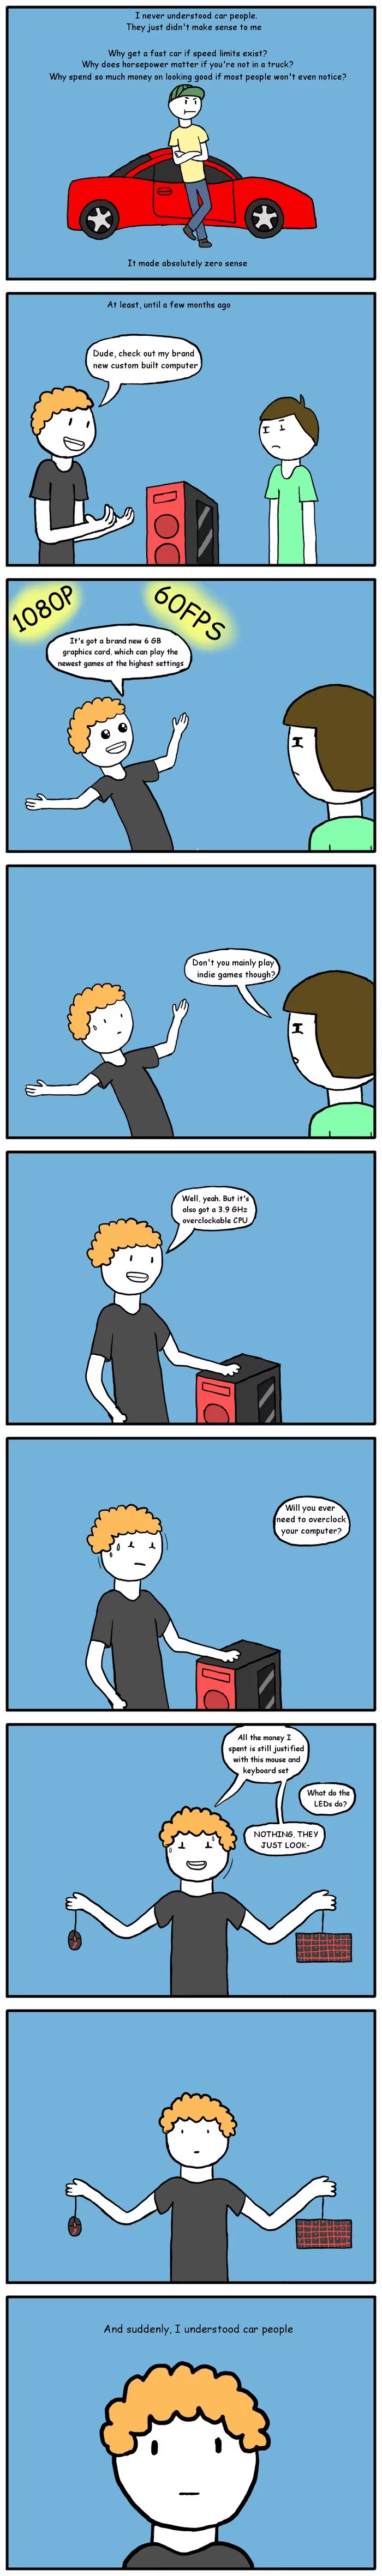 I never understood car people.
They just didn't make sense to me
Why get a fast car if speed limits exist?
Why does horsepower matter if you're not in a truck?
Why spend so much money on looking good if most people won't even notice?
It made absolutely zero sense
At least, until a few months ago
Dude, check out my brand
new custom built computer
1080P
60FPS
It's got a brand new 6 GB
graphics card, which can play the
newest games at the highest settings
Don't you mainly play
indie games though?
Well, yeah. But it's
also got a 3.9 GHz
overclockable CPU
Will you ever
need to overclock
your computer?
All the money I
spent is still justified
with this mouse and
keyboard set
What do the
LEDs do?
NOTHING, THEY
JUST LOOK-
And suddenly, I understood car people